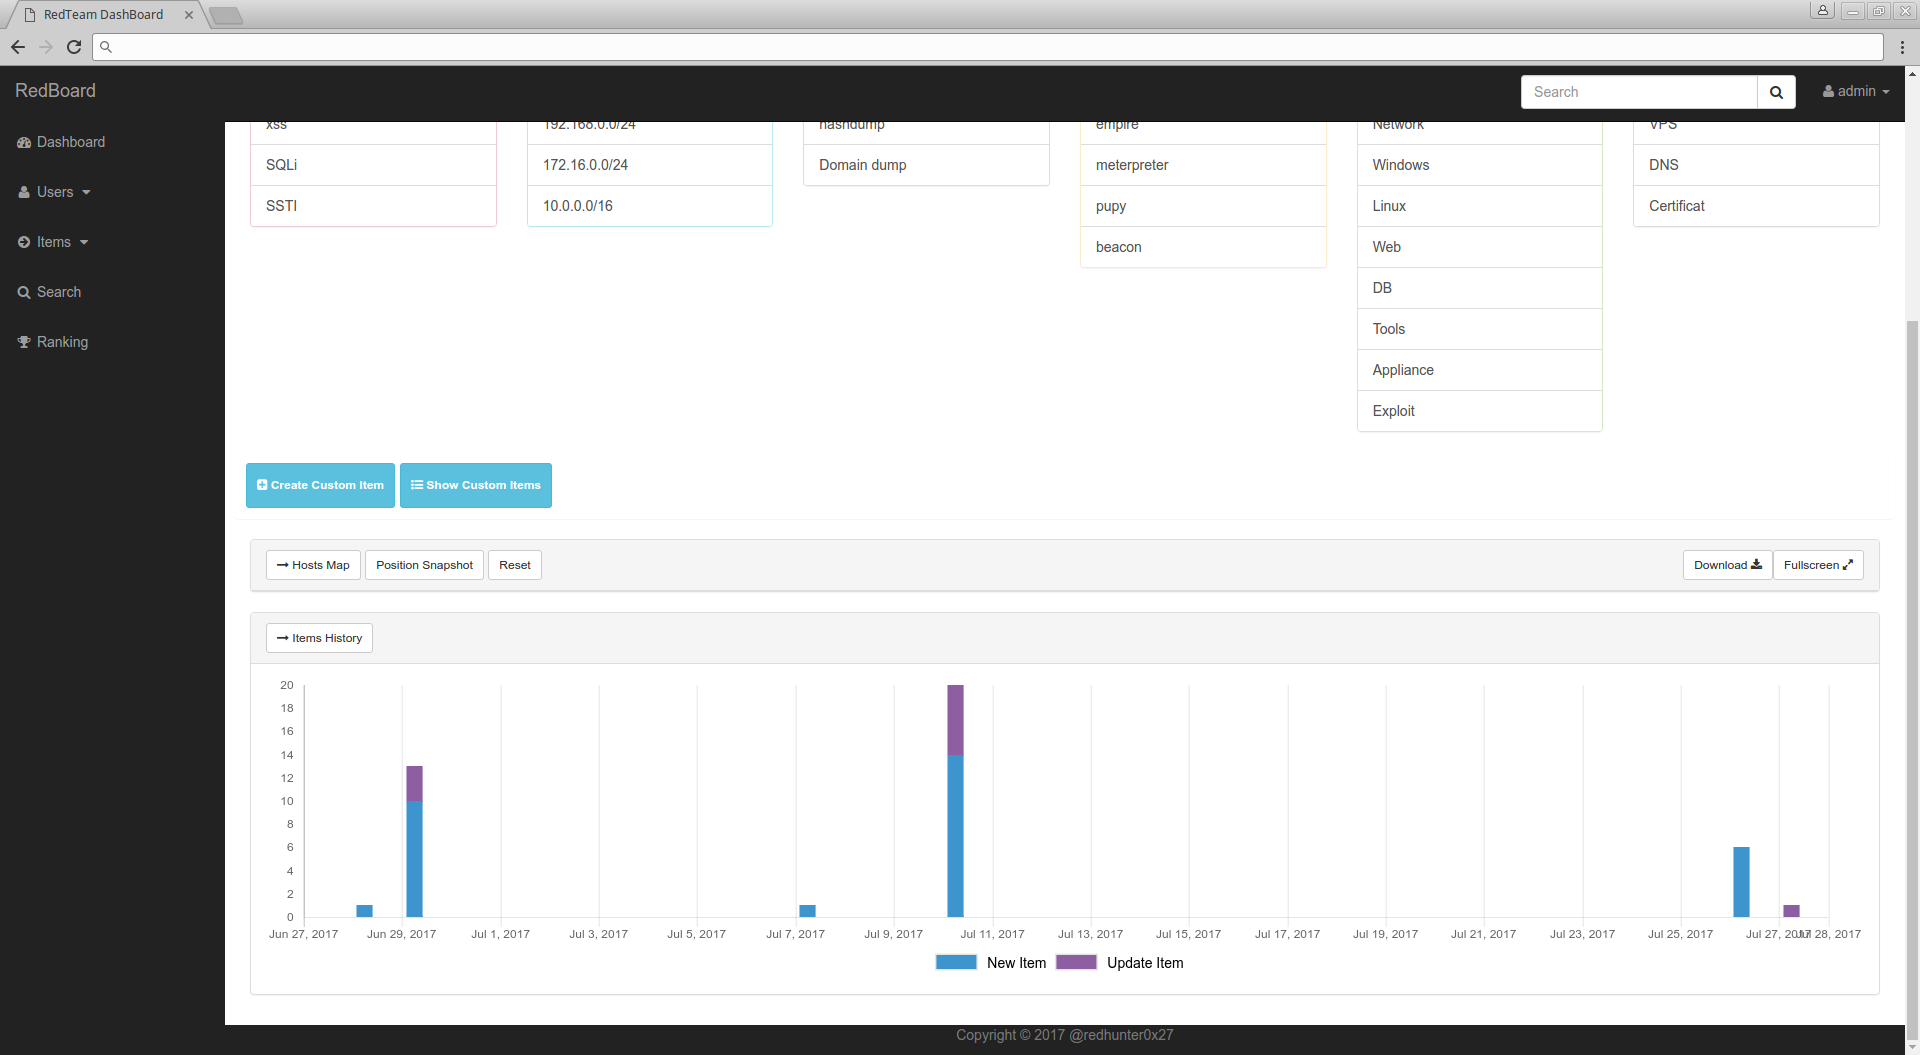 RedTeam DashBoard
RedBoard
Search
admin
Dashboard
Users
Items
Search
Ranking
xss
SQLi
SSTI
192.168.0.0/24
172.16.0.0/24
10.0.0.0/16
hashdump
Domain dump
empire
meterpreter
pupy
beacon
Network
Windows
Linux
Web
DB
Tools
Appliance
Exploit
VPS
DNS
Certificat
Create Custom Item
Show Custom Items
Hosts Map
Position Snapshot
Reset
Download
Fullscreen
Items History
20
18
16
14
12
10
8
6
4
2
0
Jun 27, 2017 Jun 29, 2017 Jul 1, 2017 Jul 3, 2017 Jul 5, 2017 Jul 7, 2017 Jul 9, 2017 Jul 11, 2017 Jul 13, 2017 Jul 15, 2017 Jul 17, 2017 Jul 19, 2017 Jul 21, 2017 Jul 23, 2017 Jul 25, 2017 Jul 27, 2017 Jul 28, 2017
New Item Update Item
Copyright © 2017 @redhunter0x27